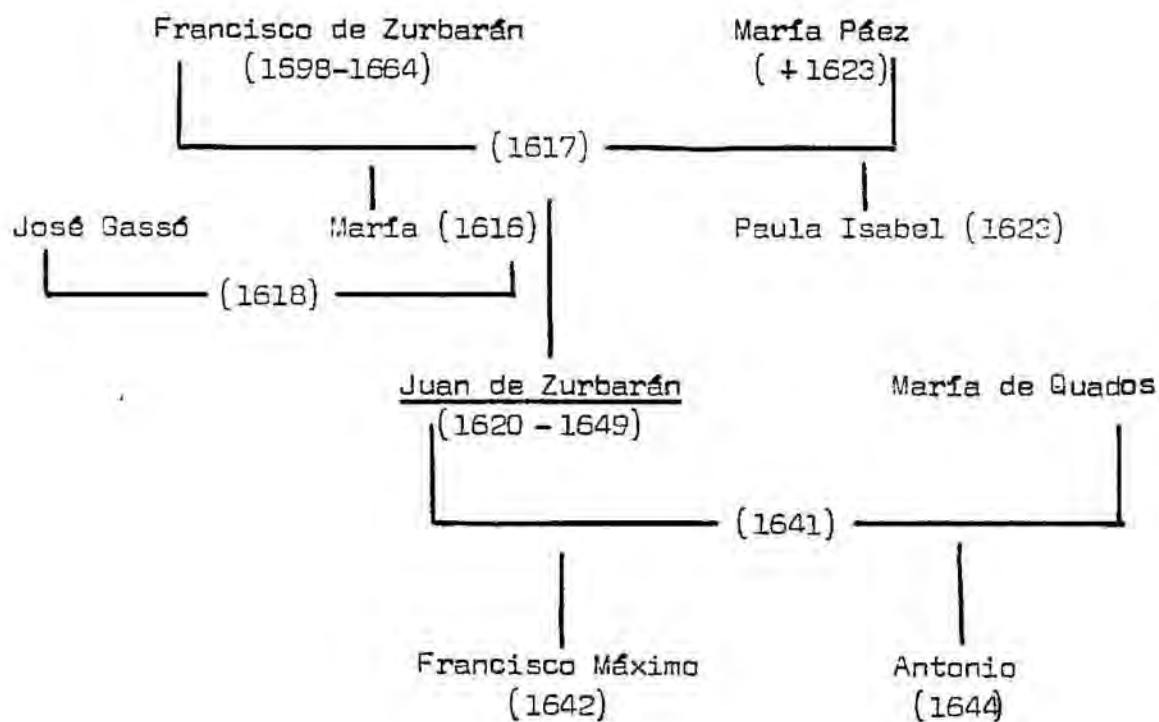 Francisco de Zurbarán María Páez
(1598-1664) (+1623)
(1617)
José Gassó María (1616) Paula Isabel (1623)
(1618)
Juan de Zurbarán María de Quados
(1620 - 1649)
(1641)
Francisco Máximo Antonio
(1642) (1644)